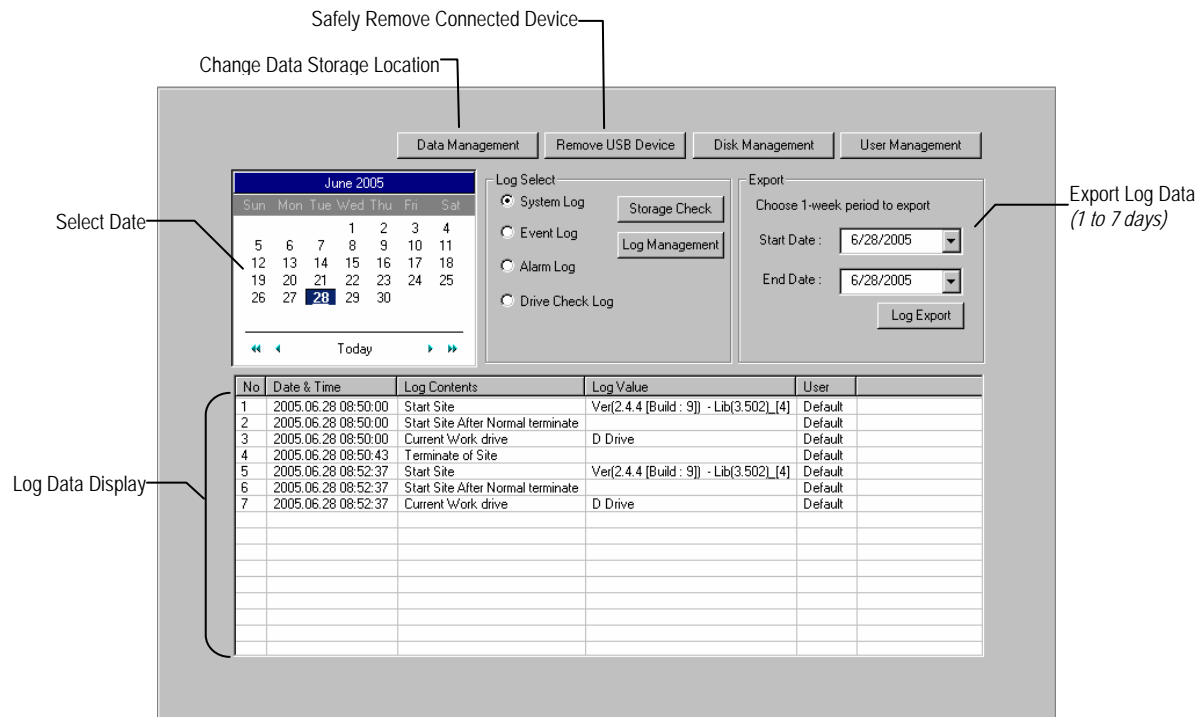 Safely Remove Connected Device
Change Data Storage Location
Data Management Remove USB Device Disk Management User Management
June 2005
Sun Mon Tue Wed Thu Fri Sat
1 2 3 4
5 6 7 8 9 10 11
12 13 14 15 16 17 18
19 20 21 22 23 24 25
26 27 28 29 30
Today
Select Date
Log Select
System Log
Event Log
Alarm Log
Drive Check Log
Storage Check
Log Management
Export
Choose 1-week period to export
Start Date : 6/28/2005
End Date : 6/28/2005
Log Export
Export Log Data
(1 to 7 days)
No Date & Time Log Contents Log Value User
1 2005.06.28 08:50:00 Start Site Ver(2.4.4 [Build : 9]) - Lib(3.502)_[4] Default
2 2005.06.28 08:50:00 Start Site After Normal terminate Default
3 2005.06.28 08:50:00 Current Work drive D Drive Default
4 2005.06.28 08:50:43 Terminate of Site Default
5 2005.06.28 08:52:37 Start Site Ver(2.4.4 [Build : 9]) - Lib(3.502)_[4] Default
6 2005.06.28 08:52:37 Start Site After Normal terminate Default
7 2005.06.28 08:52:37 Current Work drive D Drive Default
Log Data Display